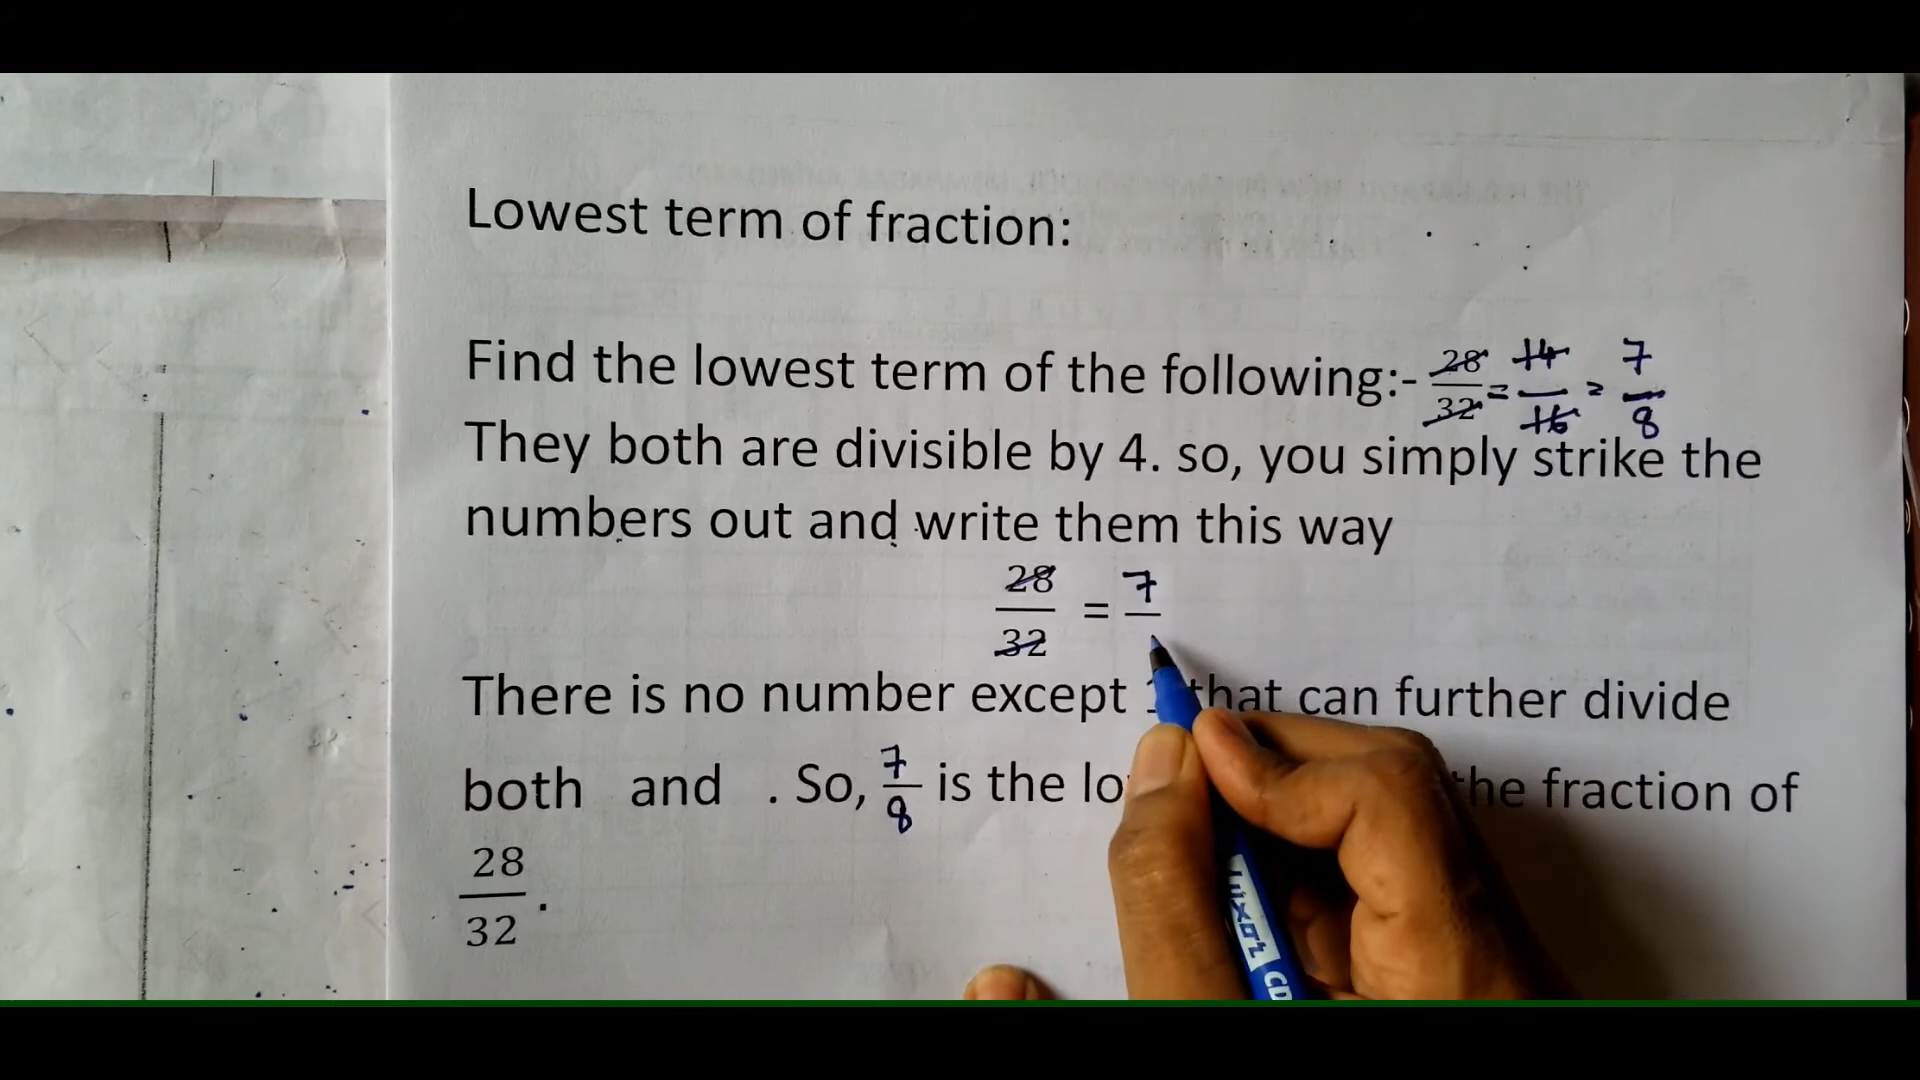 Lowest term of fraction:
Find the lowest term of the following:- 28/32 = 14/16 = 7/8
They both are divisible by 4. so, you simply strike the
numbers out and write them this way
28/32 = 7/
There is no number except 1 that can further divide
both and . So, 7/8 is the lo the fraction of
28/32 .
Luxor CD